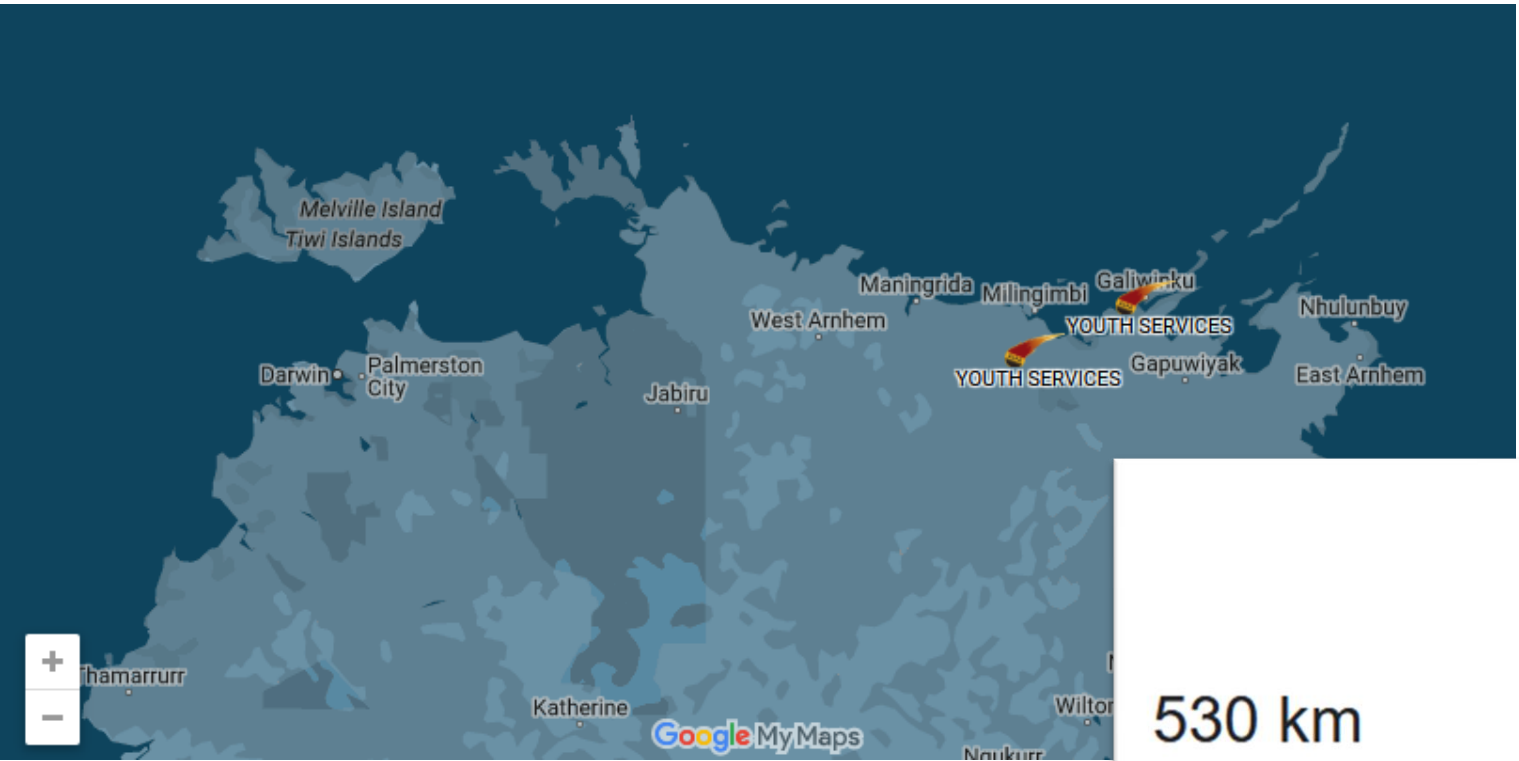 Melville Island
Tiwi Islands
Maningrida
Milingimbi
Galiwinku
West Arnhem
YOUTH SERVICES
Nhulunbuy
Darwin
Palmerston
City
YOUTH SERVICES
Gapuwiyak
East Arnhem
Jabiru
+
Thamarrurr
−
Katherine
Google My Maps
Wilton
Ngukurr
530 km